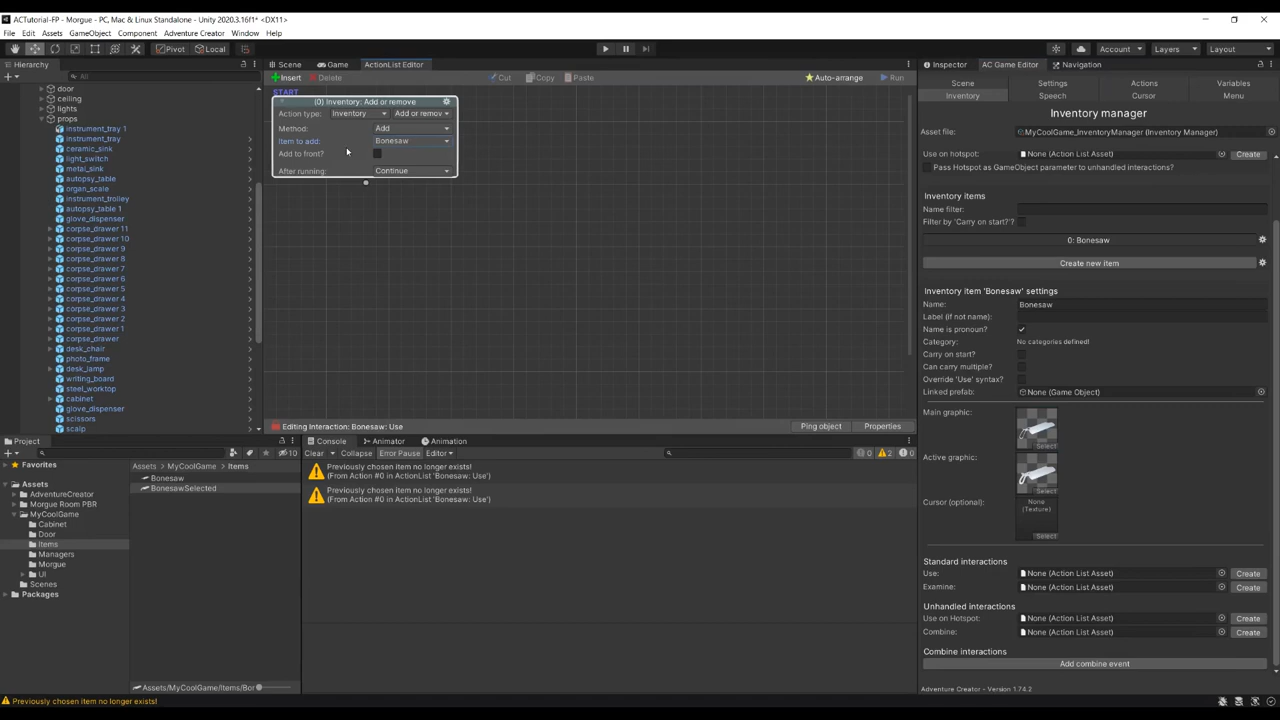 ACTutorial-FP - Morgue - PC, Mac & Linux Standalone - Unity 2020.3.16f1* <DX11>
File Edit Assets GameObject Component Adventure Creator Window Help
Pivot Local Account Layers Layout
Hierarchy
All
door
ceiling
lights
props
instrument_tray 1
instrument_tray
ceramic_sink
light_switch
metal_sink
autopsy_table
organ_scale
instrument_trolley
autopsy_table 1
glove_dispenser
corpse_drawer 11
corpse_drawer 10
corpse_drawer 9
corpse_drawer 8
corpse_drawer 7
corpse_drawer 6
corpse_drawer 5
corpse_drawer 4
corpse_drawer 3
corpse_drawer 2
corpse_drawer 1
corpse_drawer
desk_chair
photo_frame
desk_lamp
writing_board
steel_worktop
cabinet
glove_dispenser
scissors
scalp
Scene Game ActionList Editor
Insert Delete Cut Copy Paste Auto-arrange Run
START
(0) Inventory: Add or remove
Action type: Inventory Add or remov
Method: Add
Item to add: Bonesaw
Add to front?
After running: Continue
Editing Interaction: Bonesaw: Use Ping object Properties
Project
Favorites
Assets
AdventureCreator
Morgue Room PBR
MyCoolGame
Cabinet
Door
Items
Managers
Morgue
UI
Scenes
Packages
10
Assets > MyCoolGame > Items
Bonesaw
BonesawSelected
Assets/MyCoolGame/Items/Bor
Console Animator Animation
Clear Collapse Error Pause Editor 0 2 0
Previously chosen item no longer exists!
(From Action #0 in ActionList 'Bonesaw: Use')
Previously chosen item no longer exists!
(From Action #0 in ActionList 'Bonesaw: Use')
Inspector AC Game Editor Navigation
Scene Settings Actions Variables
Inventory Speech Cursor Menu
Inventory manager
Asset file: MyCoolGame_InventoryManager (Inventory Manager)
Use on hotspot: None (Action List Asset) Create
Pass Hotspot as GameObject parameter to unhandled interactions?
Inventory items
Name filter:
Filter by 'Carry on start?'?
0: Bonesaw
Create new item
Inventory item 'Bonesaw' settings
Name: Bonesaw
Label (if not name):
Name is pronoun?
Category: No categories defined!
Carry on start?
Can carry multiple?
Override 'Use' syntax?
Linked prefab: None (Game Object)
Main graphic:
Select
Active graphic:
Select
Cursor (optional): None
(Texture)
Select
Standard interactions
Use: None (Action List Asset) Create
Examine: None (Action List Asset) Create
Unhandled interactions
Use on Hotspot: None (Action List Asset) Create
Combine: None (Action List Asset) Create
Combine interactions
Add combine event
Adventure Creator - Version 1.74.2
Previously chosen item no longer exists!